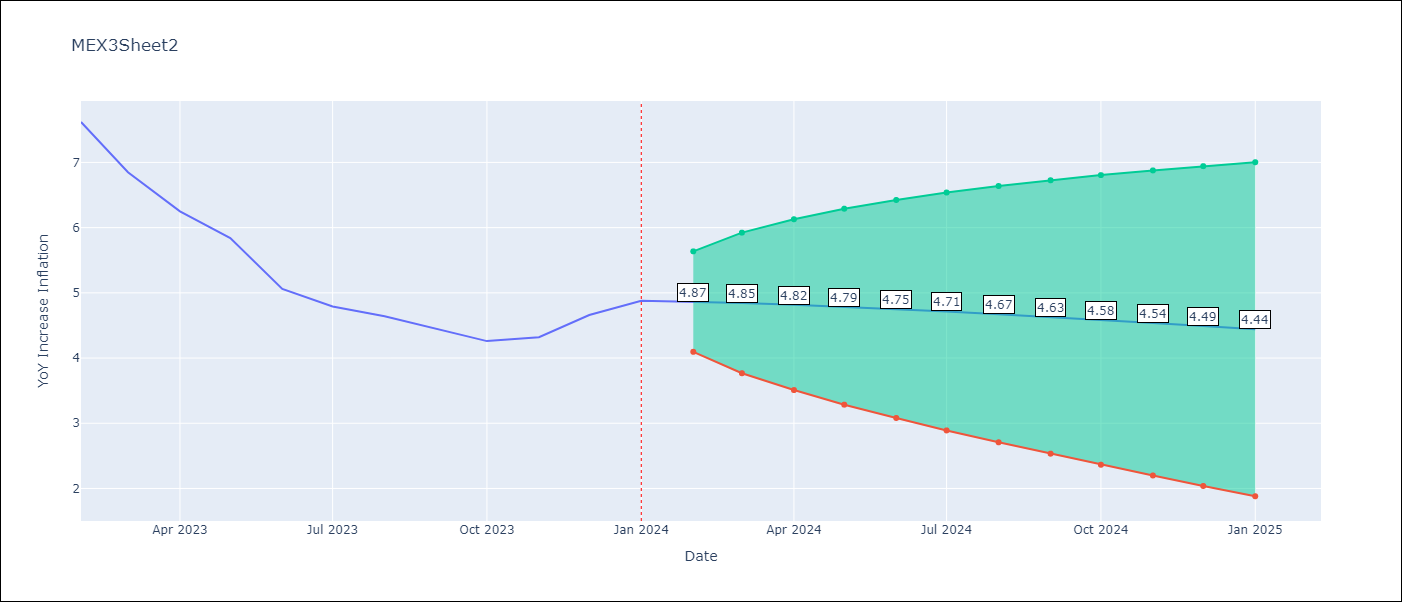 MEX3Sheet2
YoY Increase Inflation
7
6
5
4
3
2
4.87
4.85
4.82
4.79
4.75
4.71
4.67
4.63
4.58
4.54
4.49
4.44
Apr 2023
Jul 2023
Oct 2023
Jan 2024
Apr 2024
Jul 2024
Oct 2024
Jan 2025
Date